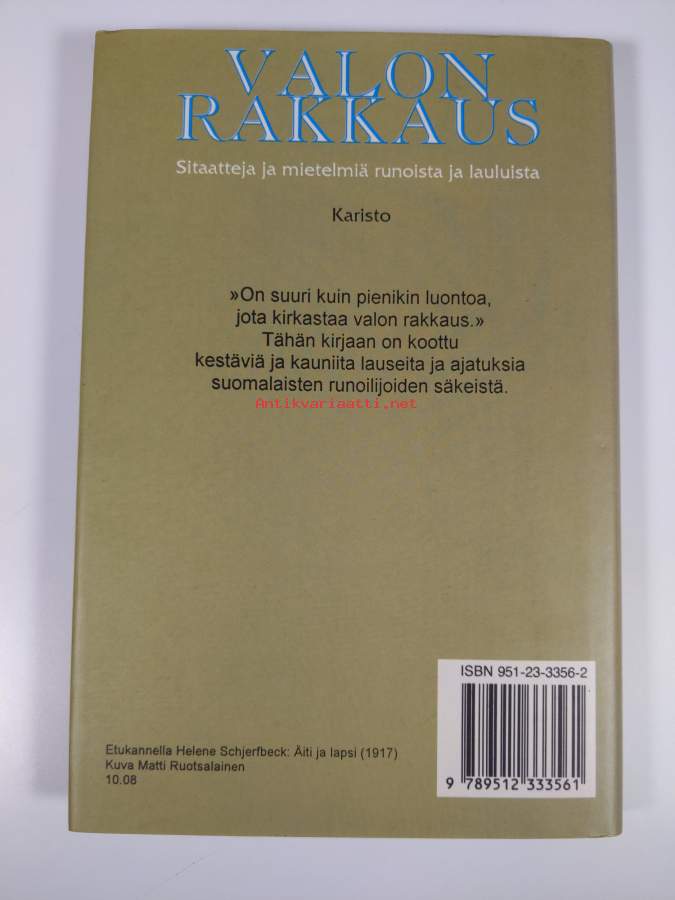 VALON
RAKKAUS
Sitaatteja ja mietelmiä runoista ja lauluista
Karisto
»On suuri kuin pienikin luontoa,
jota kirkastaa valon rakkaus.»
Tähän kirjaan on koottu
kestäviä ja kauniita lauseita ja ajatuksia
suomalaisten runoilijoiden säkeistä.
Antikvariaatti.net
ISBN 951-23-3356-2
9 789512 333561
Etukannella Helene Schjerfbeck: Äiti ja lapsi (1917)
Kuva Matti Ruotsalainen
10.08